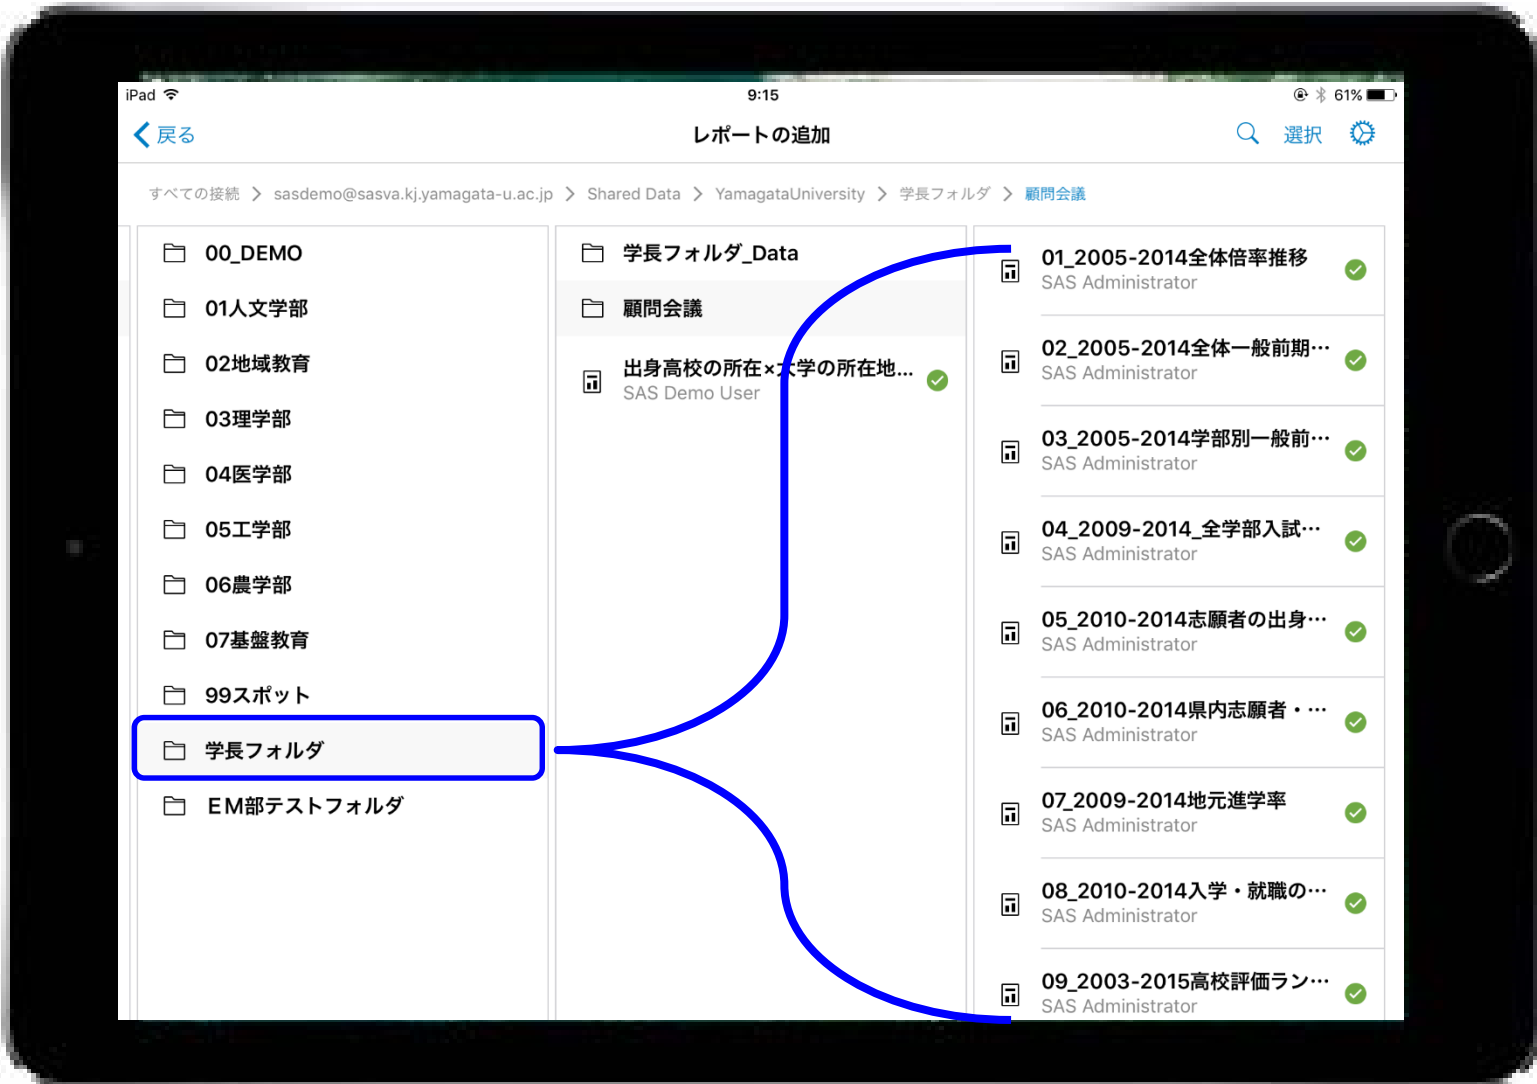 iPad 9:15 61%
戻る レポートの追加 選択
すべての接続 > sasdemo@sasva.kj.yamagata-u.ac.jp > Shared Data > YamagataUniversity > 学長フォルダ > 顧問会議
00_DEMO
01人文学部
02地域教育
03理学部
04医学部
05工学部
06農学部
07基盤教育
99スポット
学長フォルダ
EM部テストフォルダ
学長フォルダ_Data
顧問会議
出身高校の所在×大学の所在地...
SAS Demo User
01_2005-2014全体倍率推移
SAS Administrator
02_2005-2014全体一般前期…
SAS Administrator
03_2005-2014学部別一般前…
SAS Administrator
04_2009-2014_全学部入試…
SAS Administrator
05_2010-2014志願者の出身…
SAS Administrator
06_2010-2014県内志願者・…
SAS Administrator
07_2009-2014地元進学率
SAS Administrator
08_2010-2014入学・就職の…
SAS Administrator
09_2003-2015高校評価ラン…
SAS Administrator